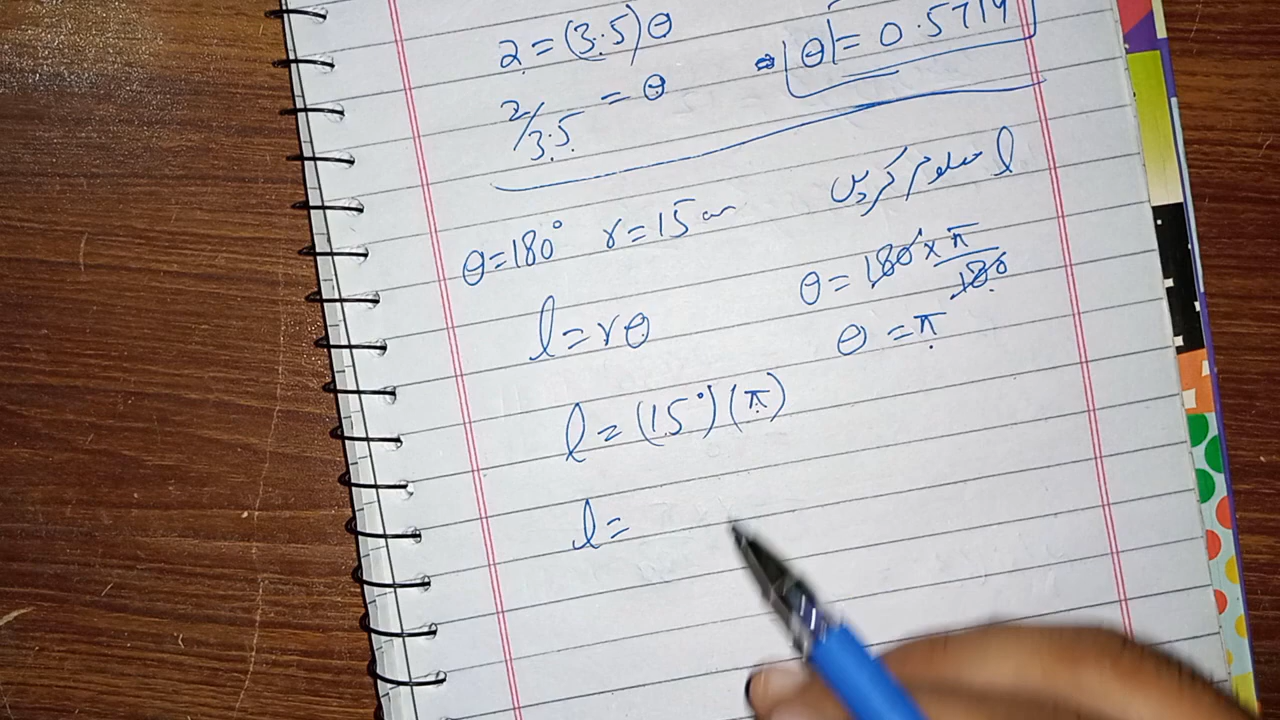 2 = (3.5)θ
2/3.5 = θ
⇒ |θ| = 0.5714
l معلوم کریں
θ = 180° r = 15 cm
l = rθ
θ = 180° × π/180
θ = π
l = (15°)(π)
l =